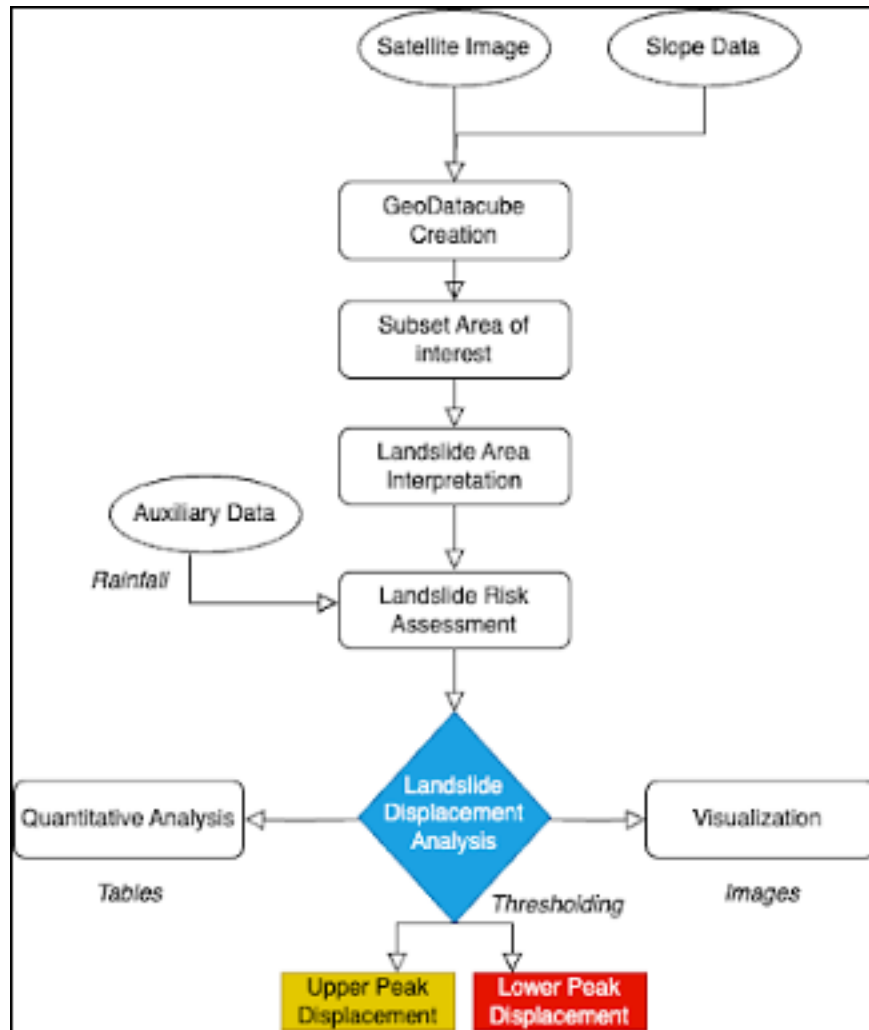 Satellite Image
Slope Data
GeoDatacube
Creation
Subset Area of
interest
Landslide Area
Interpretation
Auxiliary Data
Rainfall
Landslide Risk
Assessment
Landslide
Displacement
Analysis
Quantitative Analysis
Visualization
Tables
Thresholding
Images
Upper Peak
Displacement
Lower Peak
Displacement